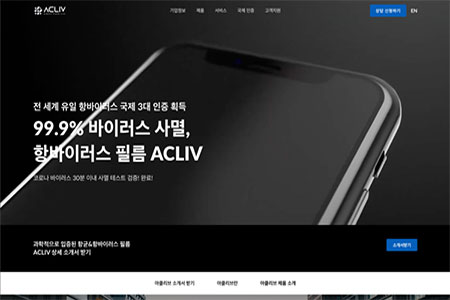 ACLIV
기업정보 제품 서비스 국제 인증 고객지원
상담 신청하기 EN
전 세계 유일 항바이러스 국제 3대 인증 획득
99.9% 바이러스 사멸,
항바이러스 필름 ACLIV
코로나 바이러스 30분 이내 사멸 테스트 검증! 완료!
과학적으로 입증된 항균&항바이러스 필름
ACLIV 상세 소개서 받기
소개서받기
아클리브 소개서 받기 아클리브란 아클리브 제품 소개